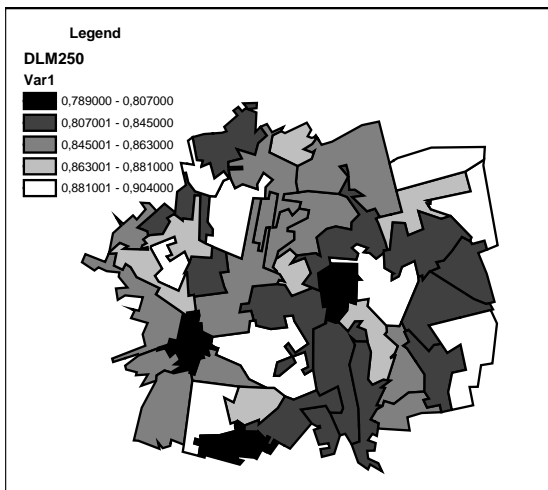 Legend
DLM250
Var1
0,789000 - 0,807000
0,807001 - 0,845000
0,845001 - 0,863000
0,863001 - 0,881000
0,881001 - 0,904000